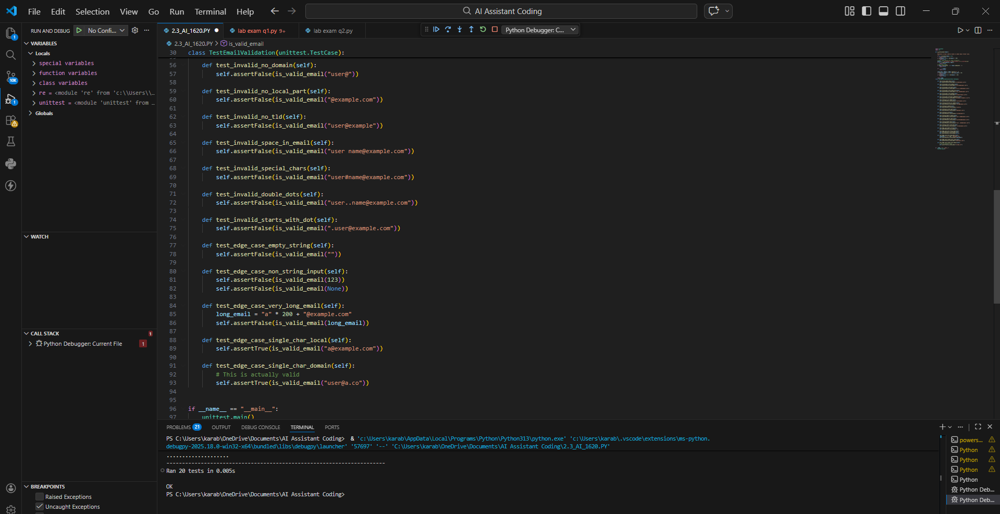 File Edit Selection View Go Run Terminal Help
AI Assistant Coding
RUN AND DEBUG No Confi...
2.3_AI_1620.PY
lab exam q1.py 9+
lab exam q2.py
Python Debugger: C...
2.3_AI_1620.PY > is_valid_email
VARIABLES
Locals
special variables
function variables
class variables
re = <module 're' from 'c:\\Users\\...
unittest = <module 'unittest' from ...
Globals
WATCH
CALL STACK 1
Python Debugger: Current File 1
BREAKPOINTS
Raised Exceptions
Uncaught Exceptions
1
10K
1
30 class TestEmailValidation(unittest.TestCase):
56 def test_invalid_no_domain(self):
57 self.assertFalse(is_valid_email("user@"))
58
59 def test_invalid_no_local_part(self):
60 self.assertFalse(is_valid_email("@example.com"))
61
62 def test_invalid_no_tld(self):
63 self.assertFalse(is_valid_email("user@example"))
64
65 def test_invalid_space_in_email(self):
66 self.assertFalse(is_valid_email("user name@example.com"))
67
68 def test_invalid_special_chars(self):
69 self.assertFalse(is_valid_email("user#name@example.com"))
70
71 def test_invalid_double_dots(self):
72 self.assertFalse(is_valid_email("user..name@example.com"))
73
74 def test_invalid_starts_with_dot(self):
75 self.assertFalse(is_valid_email(".user@example.com"))
76
77 def test_edge_case_empty_string(self):
78 self.assertFalse(is_valid_email(""))
79
80 def test_edge_case_non_string_input(self):
81 self.assertFalse(is_valid_email(123))
82 self.assertFalse(is_valid_email(None))
83
84 def test_edge_case_very_long_email(self):
85 long_email = "a" * 200 + "@example.com"
86 self.assertFalse(is_valid_email(long_email))
87
88 def test_edge_case_single_char_local(self):
89 self.assertTrue(is_valid_email("a@example.com"))
90
91 def test_edge_case_single_char_domain(self):
92 # This is actually valid
93 self.assertTrue(is_valid_email("user@a.co"))
94
95
96 if __name__ == "__main__":
97 unittest.main()
PROBLEMS 21 OUTPUT DEBUG CONSOLE TERMINAL PORTS
PS C:\Users\karab\OneDrive\Documents\AI Assistant Coding> & 'c:\Users\karab\AppData\Local\Programs\Python\Python313\python.exe' 'c:\Users\karab\.vscode\extensions\ms-python.
debugpy-2025.18.0-win32-x64\bundled\libs\debugpy\launcher' '57697' '--' 'C:\Users\karab\OneDrive\Documents\AI Assistant Coding\2.3_AI_1620.PY'
....................
----------------------------------------------------------------------
Ran 20 tests in 0.005s
OK
PS C:\Users\karab\OneDrive\Documents\AI Assistant Coding>
powers...
Python
Python
Python
Python
Python Deb...
Python Deb...